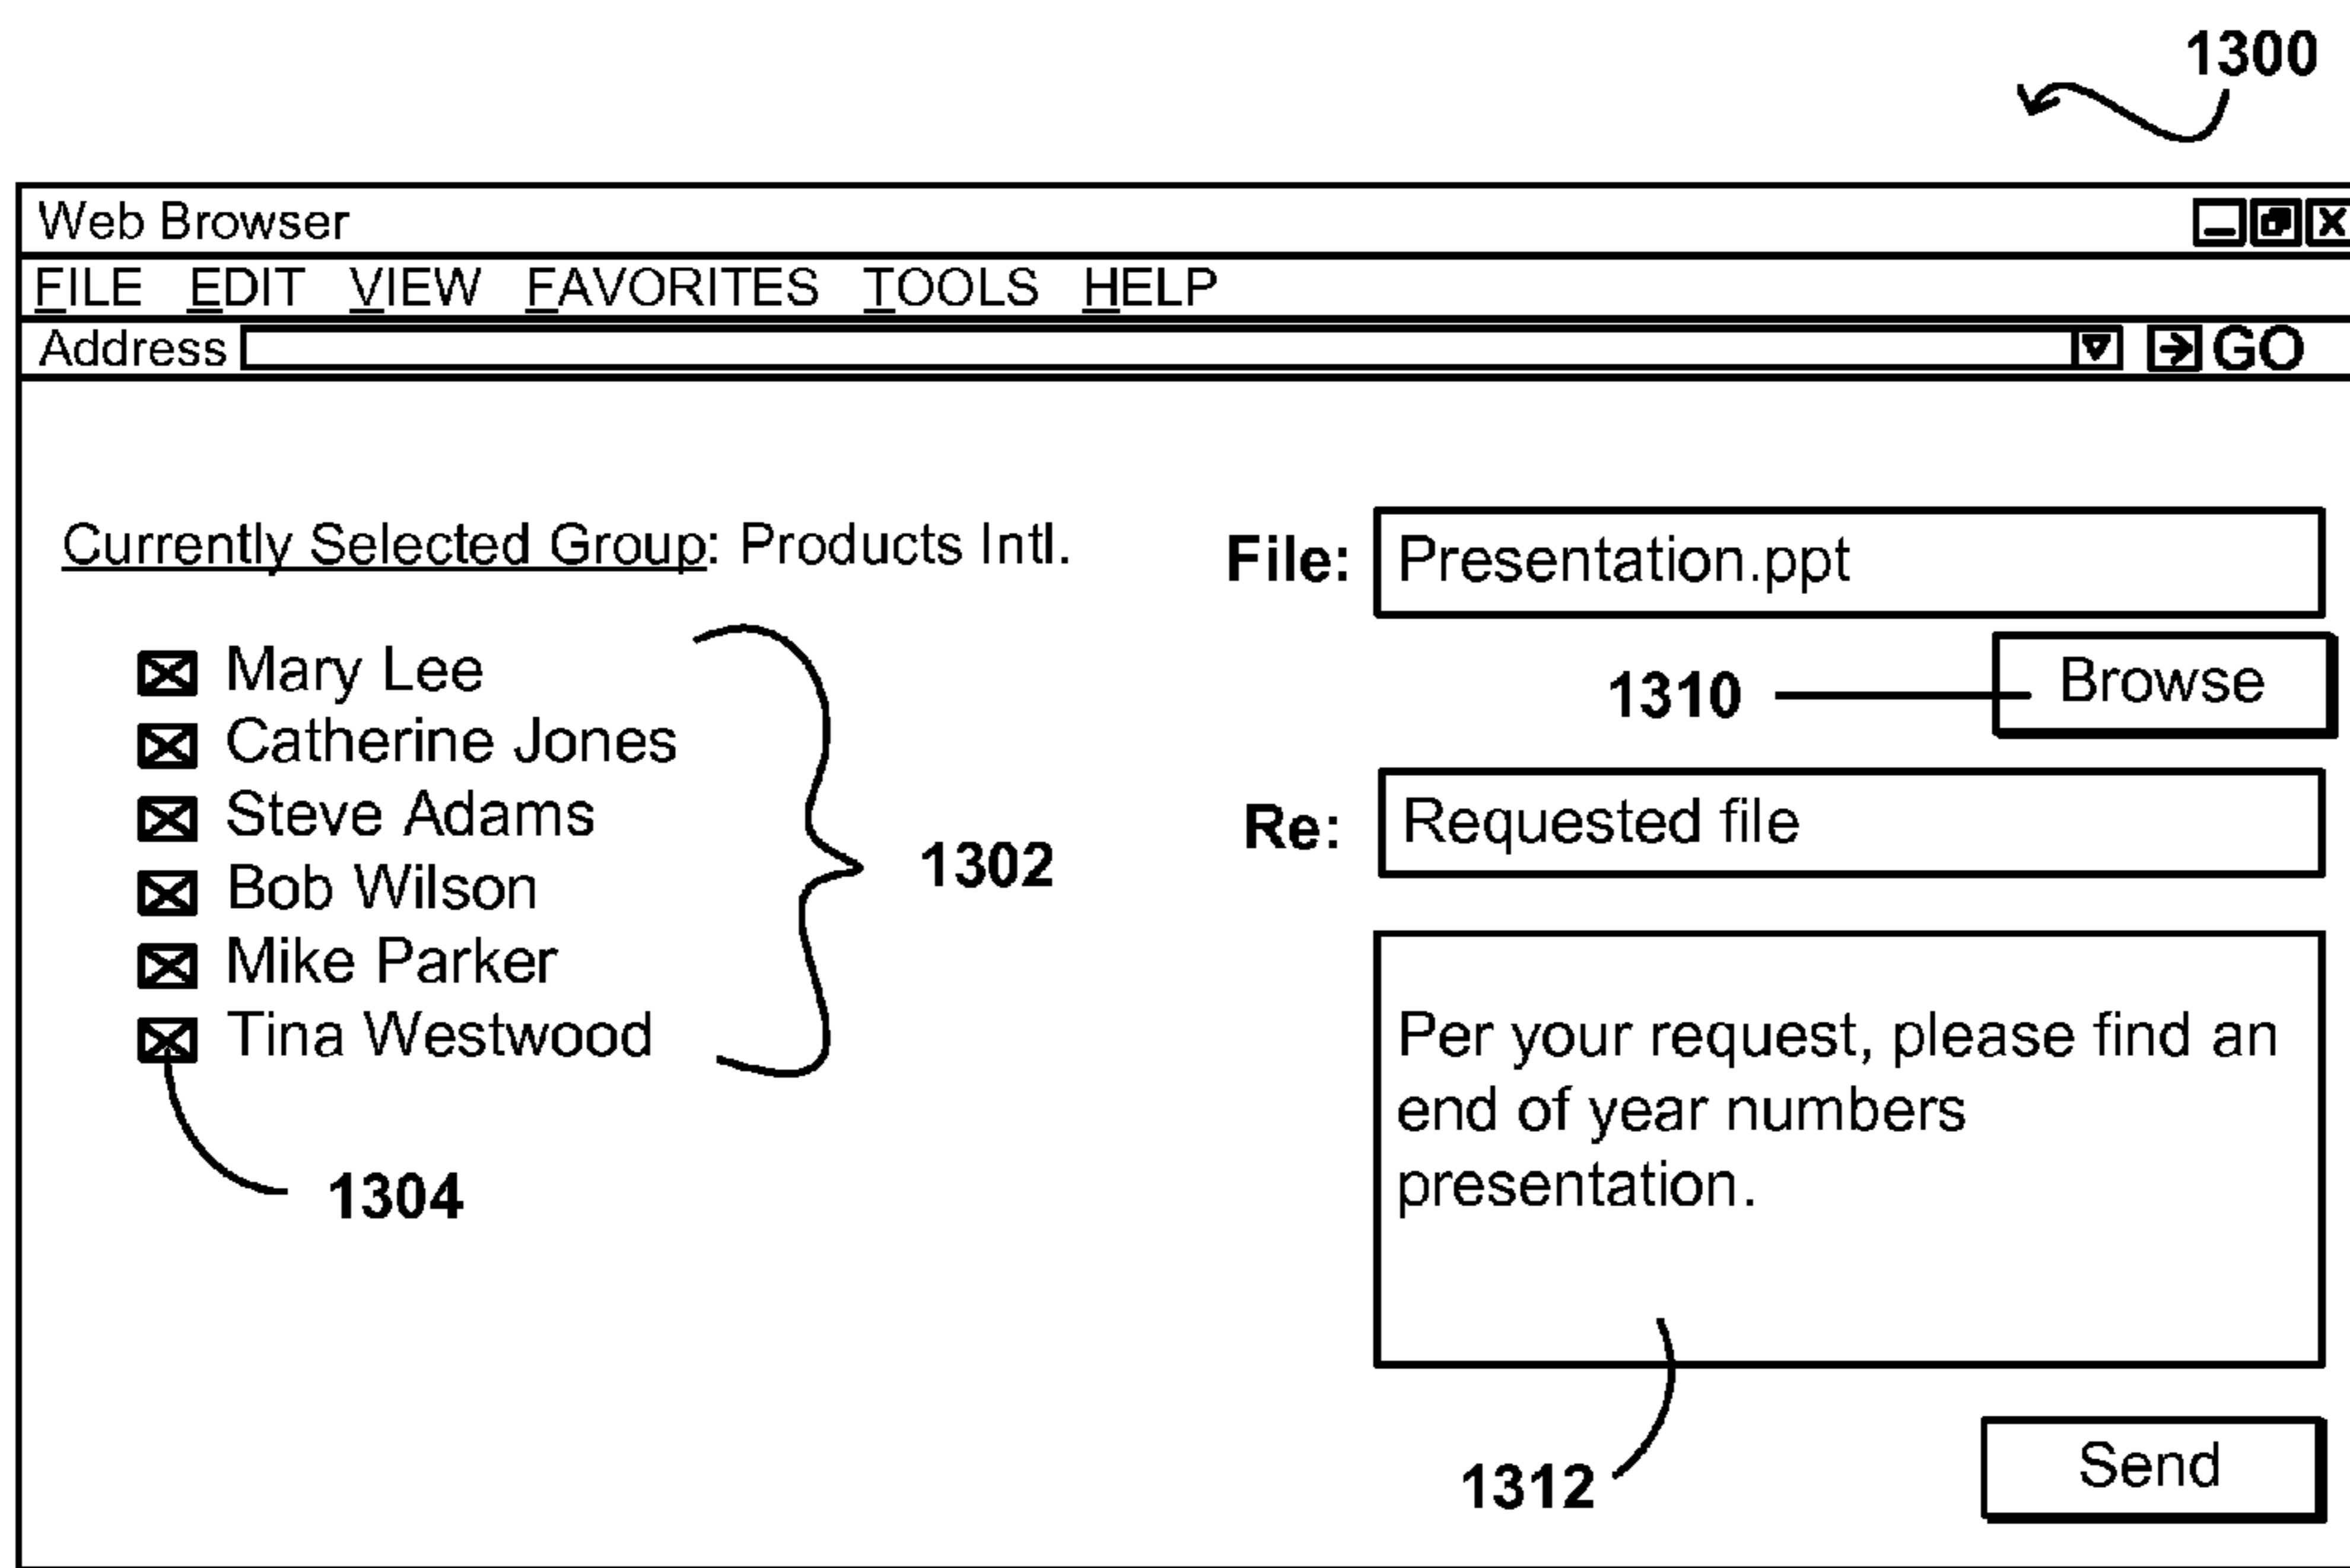 1300
Web Browser
FILE EDIT VIEW FAVORITES TOOLS HELP
Address GO
Currently Selected Group: Products Intl.
Mary Lee
Catherine Jones
Steve Adams
Bob Wilson
Mike Parker
Tina Westwood
1302
1304
File: Presentation.ppt
1310 Browse
Re: Requested file
Per your request, please find an
end of year numbers
presentation.
1312
Send